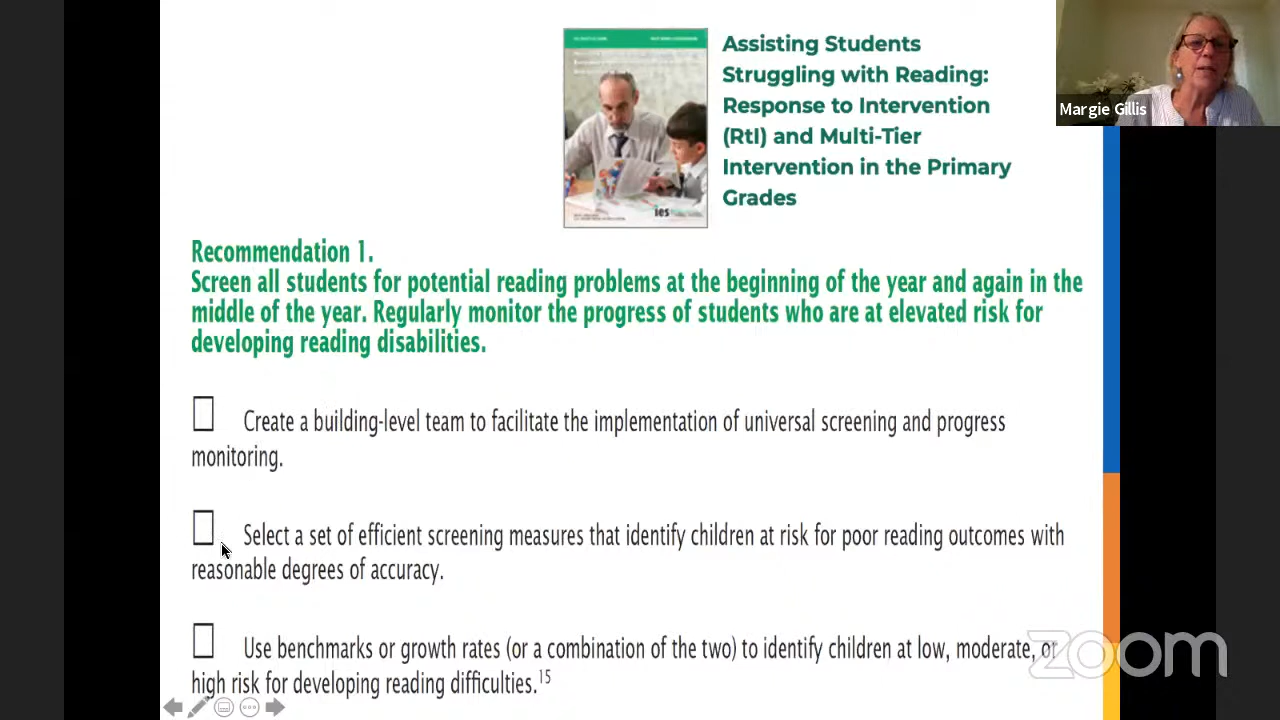 Assisting Students
Struggling with Reading:
Response to Intervention
(RtI) and Multi-Tier
Intervention in the Primary
Grades
Margie Gillis
ies
Recommendation 1.
Screen all students for potential reading problems at the beginning of the year and again in the
middle of the year. Regularly monitor the progress of students who are at elevated risk for
developing reading disabilities.
Create a building-level team to facilitate the implementation of universal screening and progress
monitoring.
Select a set of efficient screening measures that identify children at risk for poor reading outcomes with
reasonable degrees of accuracy.
Use benchmarks or growth rates (or a combination of the two) to identify children at low, moderate, or
high risk for developing reading difficulties.15
zoom